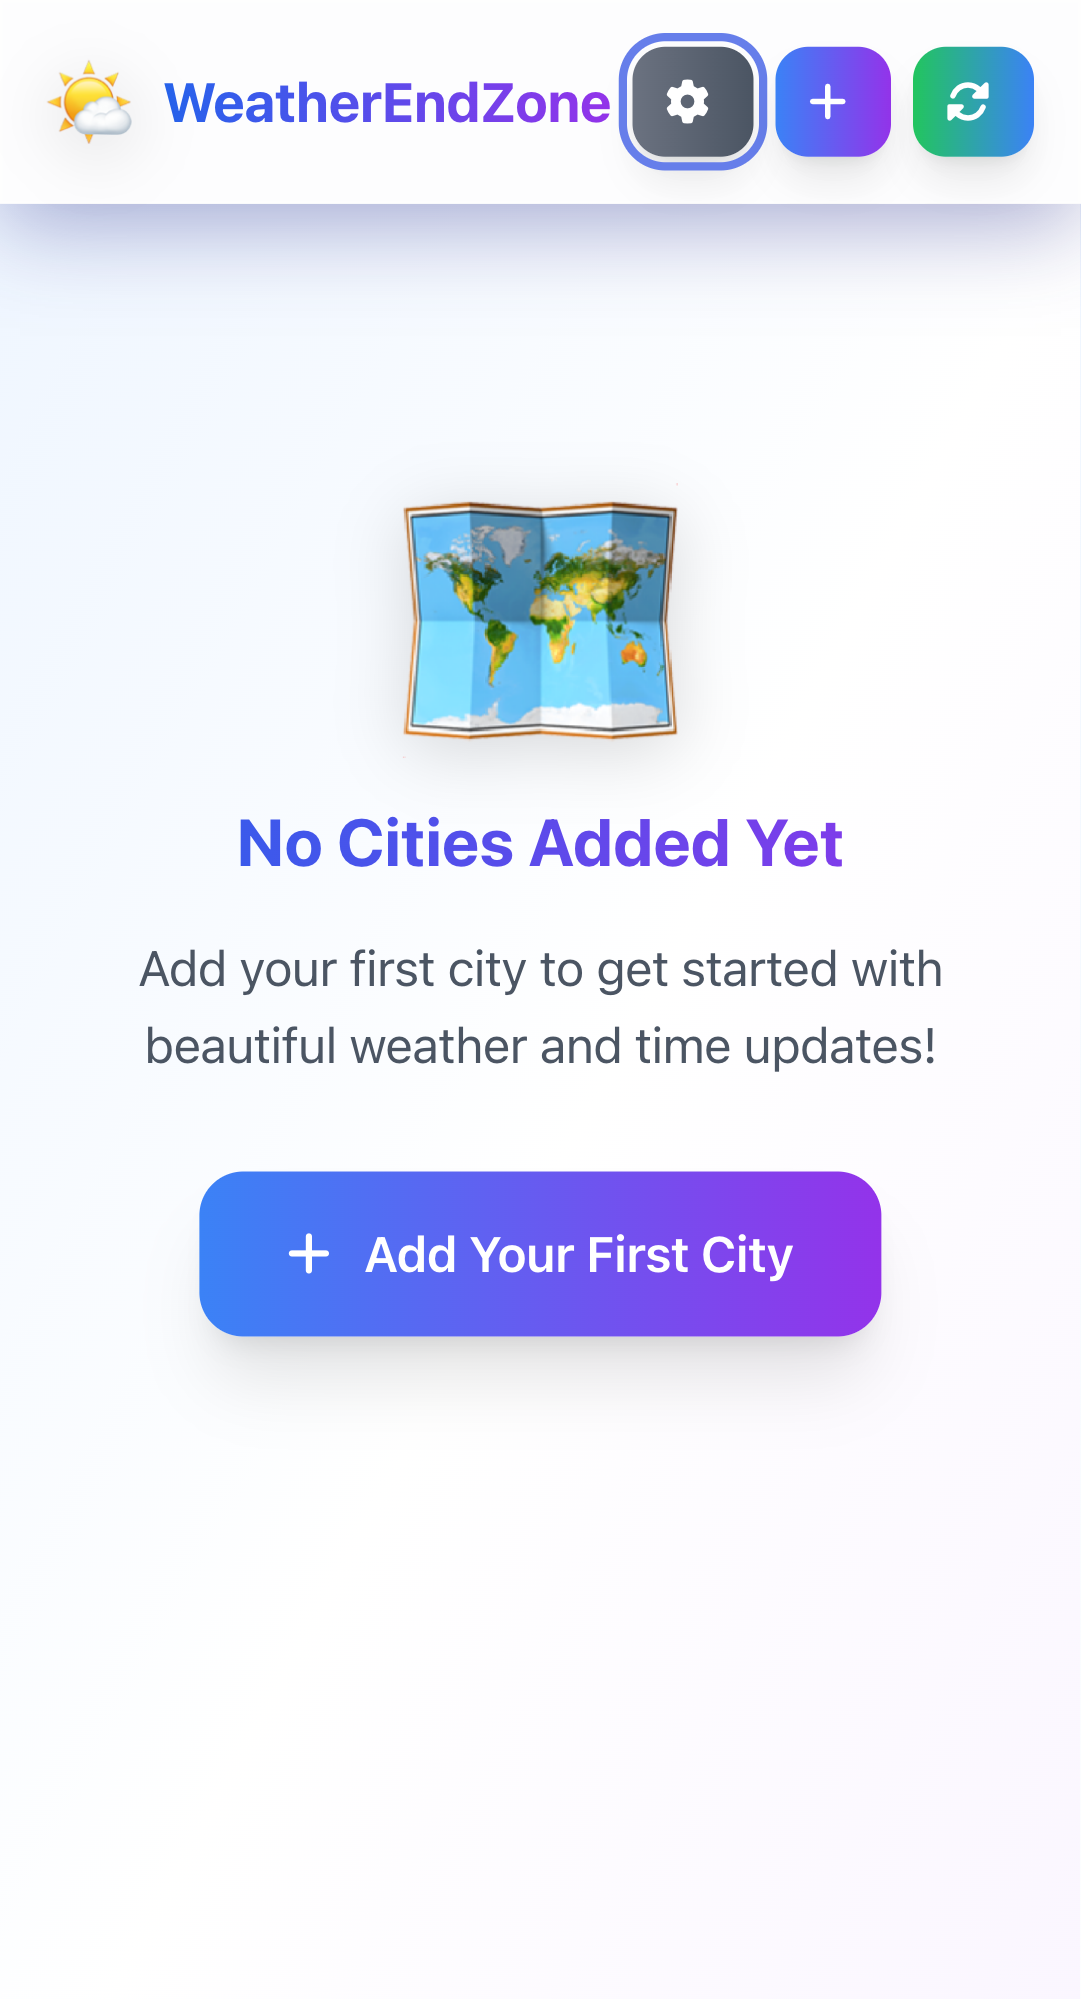 WeatherEndZone
No Cities Added Yet
Add your first city to get started with
beautiful weather and time updates!
Add Your First City